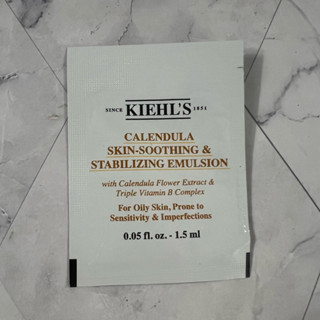 SINCE KIEHL'S 1851
CALENDULA
SKIN-SOOTHING &
STABILIZING EMULSION
with Calendula Flower Extract &
Triple Vitamin B Complex
For Oily Skin, Prone to
Sensitivity & Imperfections
0.05 fl. oz. - 1.5 ml